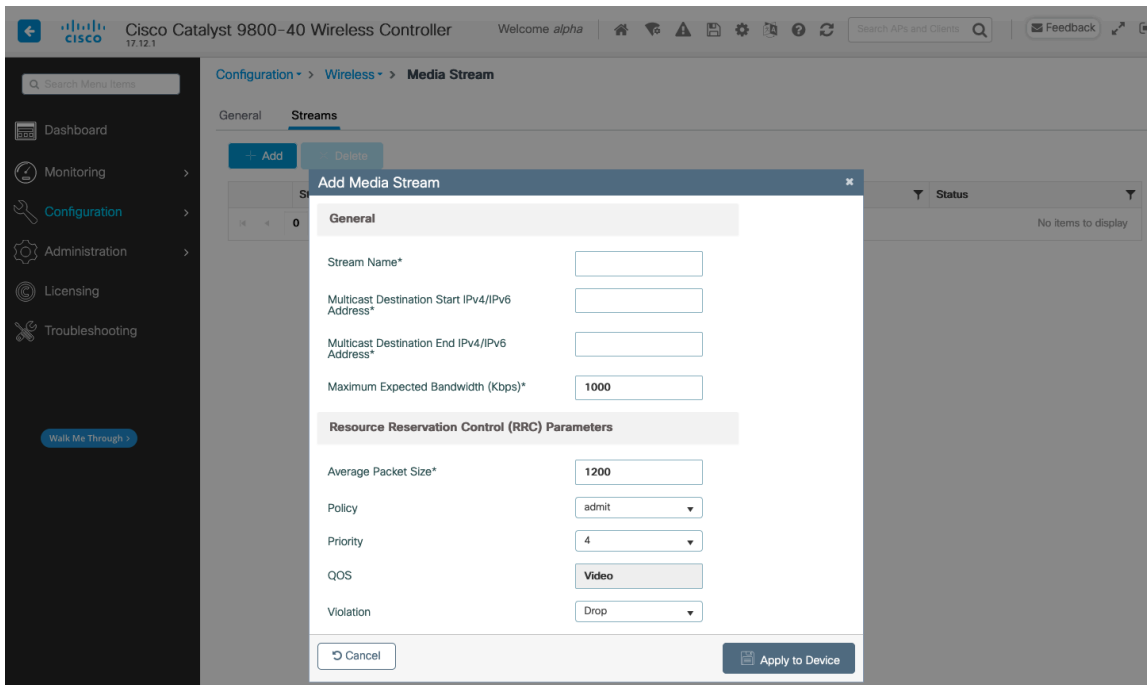 CISCO
Cisco Catalyst 9800-40 Wireless Controller
17.12.1
Welcome alpha
Search APs and Clients
Feedback
Search Menu Items
Dashboard
Monitoring
Configuration
Administration
Licensing
Troubleshooting
Walk Me Through >
Configuration > Wireless > Media Stream
General Streams
+ Add
Delete
Status
0
No items to display
Add Media Stream
General
Stream Name*
Multicast Destination Start IPv4/IPv6
Address*
Multicast Destination End IPv4/IPv6
Address*
Maximum Expected Bandwidth (Kbps)* 1000
Resource Reservation Control (RRC) Parameters
Average Packet Size* 1200
Policy admit
Priority 4
QOS Video
Violation Drop
Cancel
Apply to Device